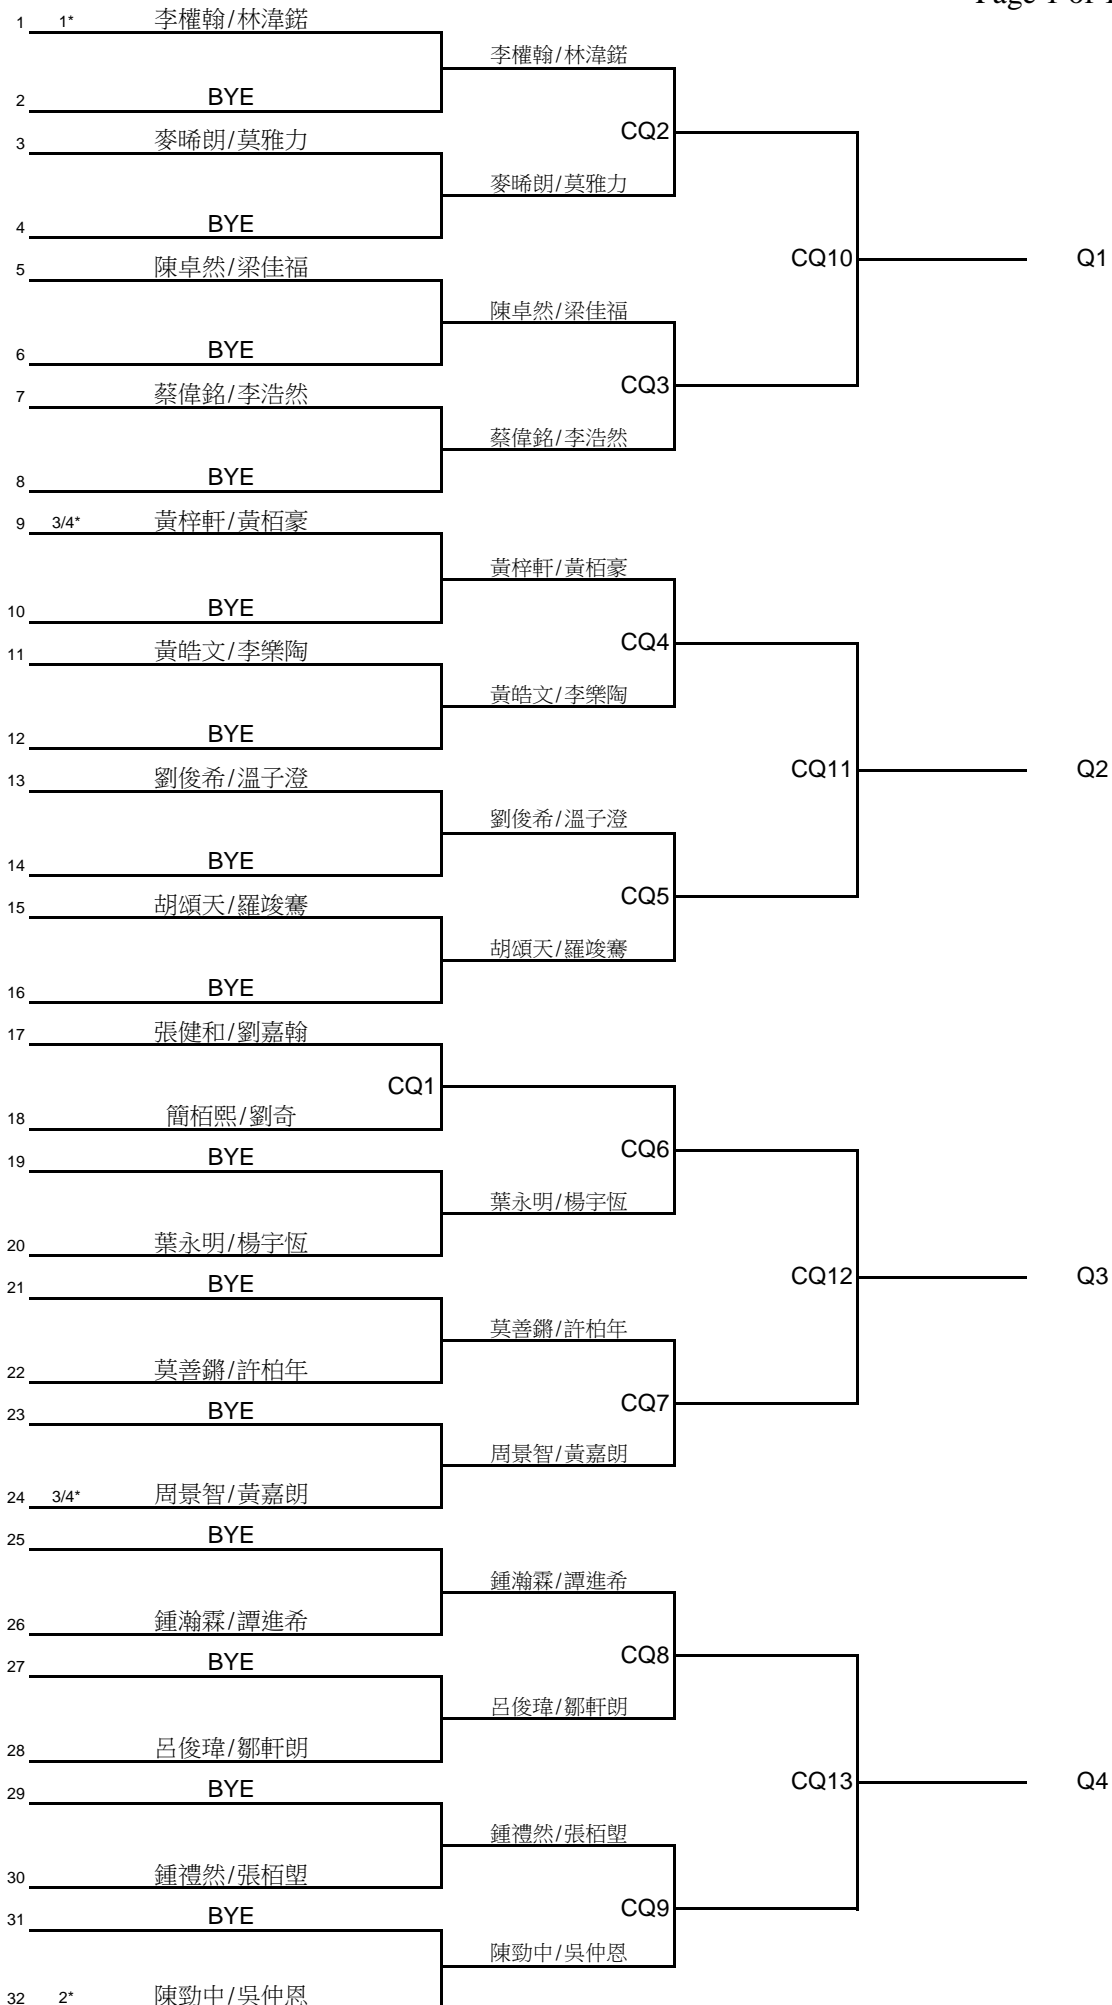 Page 1 of 1
1 1* 李權翰/林湋鍩
李權翰/林湋鍩
2 BYE
CQ2
3 麥晞朗/莫雅力
麥晞朗/莫雅力
4 BYE
CQ10 Q1
5 陳卓然/梁佳福
陳卓然/梁佳福
6 BYE
CQ3
7 蔡偉銘/李浩然
蔡偉銘/李浩然
8 BYE
9 3/4* 黃梓軒/黃栢豪
黃梓軒/黃栢豪
10 BYE
CQ4
11 黃皓文/李樂陶
黃皓文/李樂陶
12 BYE
CQ11 Q2
13 劉俊希/溫子澄
劉俊希/溫子澄
14 BYE
CQ5
15 胡頌天/羅竣騫
胡頌天/羅竣騫
16 BYE
17 張健和/劉嘉翰
CQ1
18 簡栢熙/劉奇
CQ6
19 BYE
葉永明/楊宇恆
20 葉永明/楊宇恆
CQ12 Q3
21 BYE
莫善鏘/許柏年
22 莫善鏘/許柏年
CQ7
23 BYE
周景智/黃嘉朗
24 3/4* 周景智/黃嘉朗
25 BYE
鍾瀚霖/譚進希
26 鍾瀚霖/譚進希
CQ8
27 BYE
呂俊瑋/鄒軒朗
28 呂俊瑋/鄒軒朗
CQ13 Q4
29 BYE
鍾禮然/張栢塱
30 鍾禮然/張栢塱
CQ9
31 BYE
陳勁中/吳仲恩
32 2* 陳勁中/吳仲恩